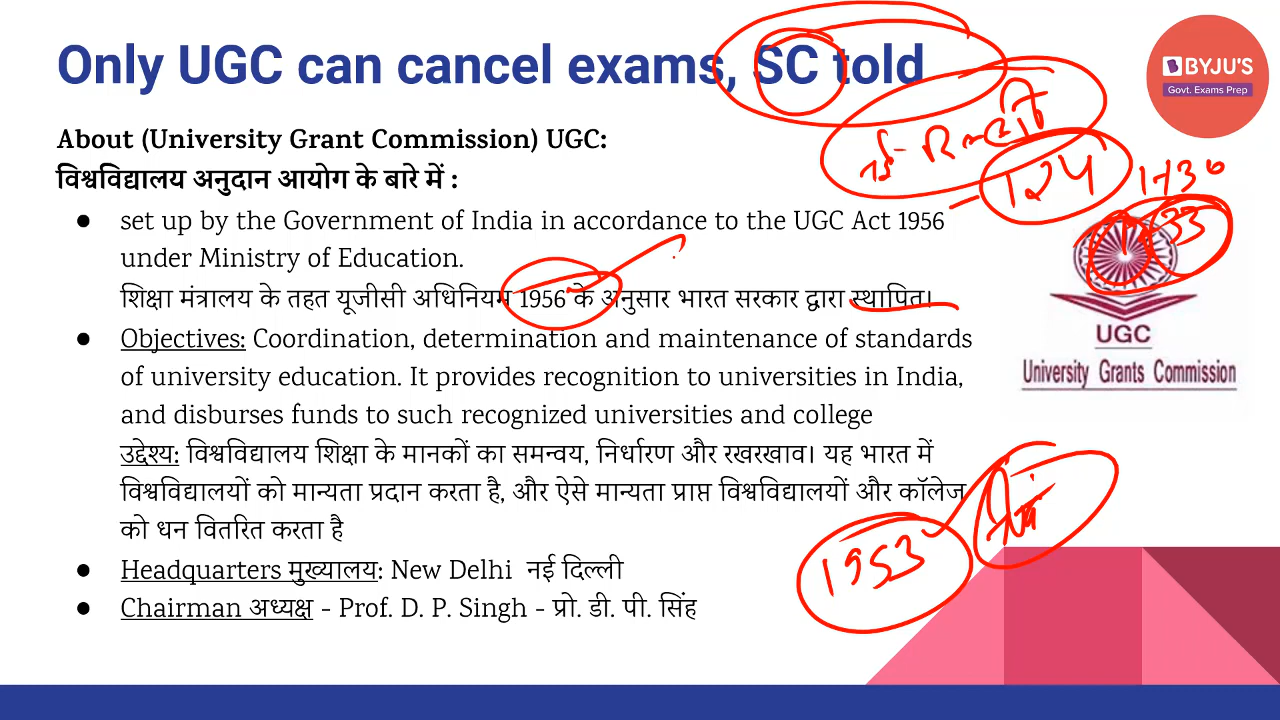 Only UGC can cancel exams, SC told
BYJU'S
Govt. Exams Prep
About (University Grant Commission) UGC:
विश्वविद्यालय अनुदान आयोग के बारे में :
124
1+30
33
● set up by the Government of India in accordance to the UGC Act 1956
under Ministry of Education.
शिक्षा मंत्रालय के तहत यूजीसी अधिनियम 1956 के अनुसार भारत सरकार द्वारा स्थापित।
UGC
University Grants Commission
● Objectives: Coordination, determination and maintenance of standards
of university education. It provides recognition to universities in India,
and disburses funds to such recognized universities and college
उद्देश्य: विश्वविद्यालय शिक्षा के मानकों का समन्वय, निर्धारण और रखरखाव। यह भारत में
विश्वविद्यालयों को मान्यता प्रदान करता है, और ऐसे मान्यता प्राप्त विश्वविद्यालयों और कॉलेज
को धन वितरित करता है
1953
● Headquarters मुख्यालय: New Delhi नई दिल्ली
● Chairman अध्यक्ष - Prof. D. P. Singh - प्रो. डी. पी. सिंह